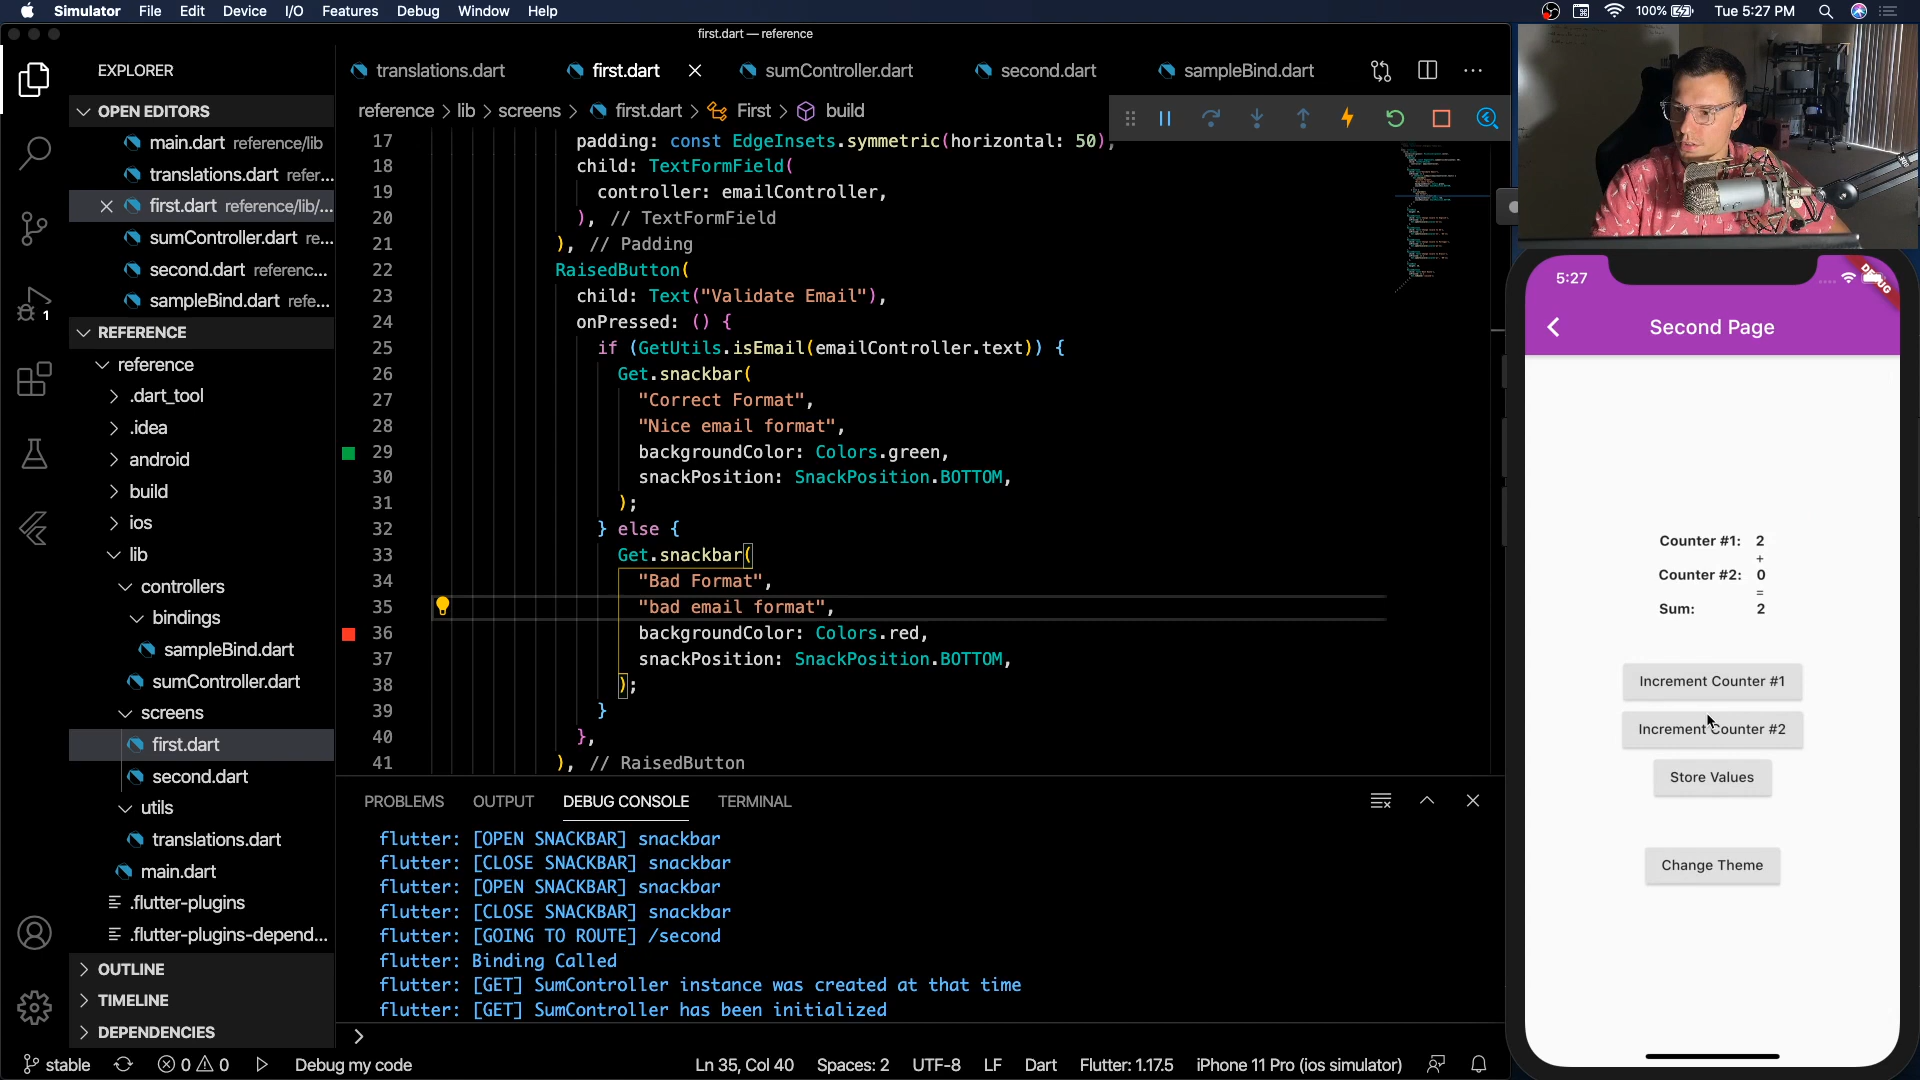 Simulator File Edit Device I/O Features Debug Window Help
100% Tue 5:27 PM
first.dart — reference
EXPLORER
translations.dart first.dart sumController.dart second.dart sampleBind.dart
OPEN EDITORS
reference > lib > screens > first.dart > First > build
main.dart reference/lib
translations.dart refer...
first.dart reference/lib/...
sumController.dart re...
second.dart referenc...
sampleBind.dart refe...
REFERENCE
reference
.dart_tool
.idea
android
build
ios
lib
controllers
bindings
sampleBind.dart
sumController.dart
screens
first.dart
second.dart
utils
translations.dart
main.dart
.flutter-plugins
.flutter-plugins-depend...
OUTLINE
TIMELINE
DEPENDENCIES
1
17 padding: const EdgeInsets.symmetric(horizontal: 50),
18 child: TextFormField(
19 controller: emailController,
20 ), // TextFormField
21 ), // Padding
22 RaisedButton(
23 child: Text("Validate Email"),
24 onPressed: () {
25 if (GetUtils.isEmail(emailController.text)) {
26 Get.snackbar(
27 "Correct Format",
28 "Nice email format",
29 backgroundColor: Colors.green,
30 snackPosition: SnackPosition.BOTTOM,
31 );
32 } else {
33 Get.snackbar(
34 "Bad Format",
35 "bad email format",
36 backgroundColor: Colors.red,
37 snackPosition: SnackPosition.BOTTOM,
38 );
39 }
40 },
41 ), // RaisedButton
PROBLEMS OUTPUT DEBUG CONSOLE TERMINAL
flutter: [OPEN SNACKBAR] snackbar
flutter: [CLOSE SNACKBAR] snackbar
flutter: [OPEN SNACKBAR] snackbar
flutter: [CLOSE SNACKBAR] snackbar
flutter: [GOING TO ROUTE] /second
flutter: Binding Called
flutter: [GET] SumController instance was created at that time
flutter: [GET] SumController has been initialized
stable 0 0 Debug my code Ln 35, Col 40 Spaces: 2 UTF-8 LF Dart Flutter: 1.17.5 iPhone 11 Pro (ios simulator)
5:27
DEBUG
Second Page
Counter #1: 2
+
Counter #2: 0
=
Sum: 2
Increment Counter #1
Increment Counter #2
Store Values
Change Theme